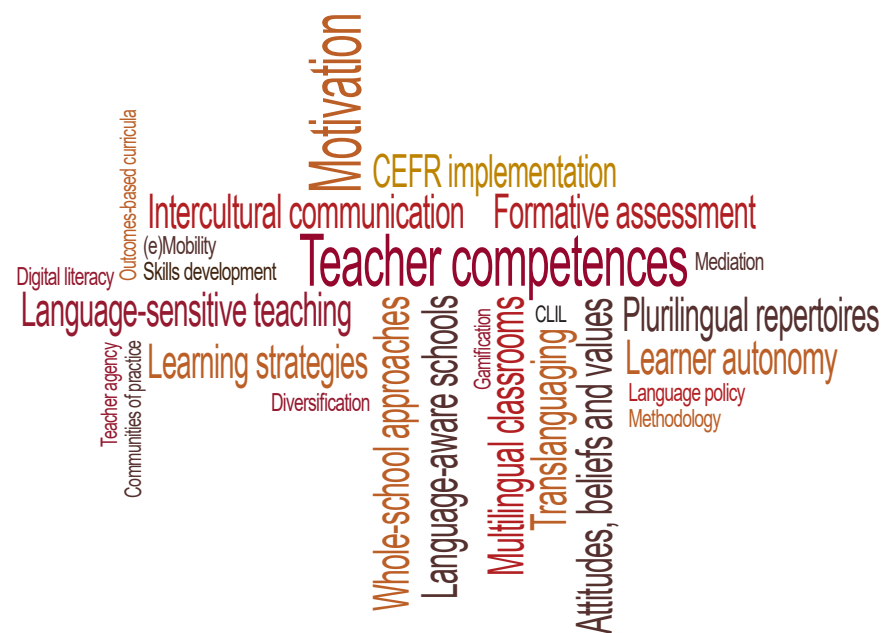 Motivation
Outcomes-based curricula
CEFR implementation
Intercultural communication
Formative assessment
(e)Mobility
Teacher competences
Mediation
Digital literacy
Skills development
Language-sensitive teaching
Whole-school approaches
Language-aware schools
Gamification
Multilingual classrooms
CLIL
Translanguaging
Attitudes, beliefs and values
Plurilingual repertoires
Teacher agency
Communities of practice
Learning strategies
Learner autonomy
Diversification
Language policy
Methodology